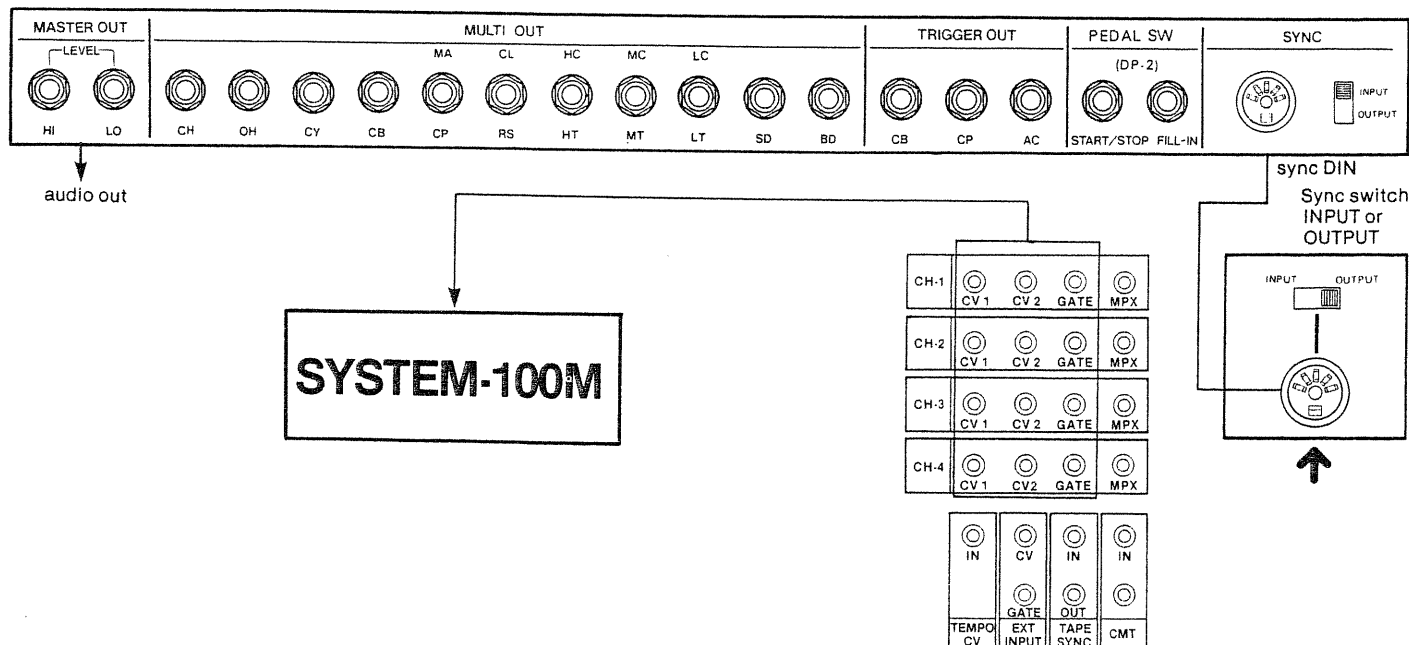 MASTER OUT MULTI OUT TRIGGER OUT PEDAL SW SYNC
LEVEL MA CL HC MC LC (DP-2)
INPUT
OUTPUT
HI LO CH OH CY CB CP RS HT MT LT SD BD CB CP AC START/STOP FILL-IN
audio out
sync DIN
Sync switch
INPUT or
OUTPUT
INPUT OUTPUT
SYSTEM-100M
CH-1 CV 1 CV 2 GATE MPX
CH-2 CV 1 CV 2 GATE MPX
CH-3 CV 1 CV 2 GATE MPX
CH-4 CV 1 CV2 GATE MPX
IN CV IN IN
GATE OUT
TEMPO CV
EXT INPUT
TAPE SYNC
CMT